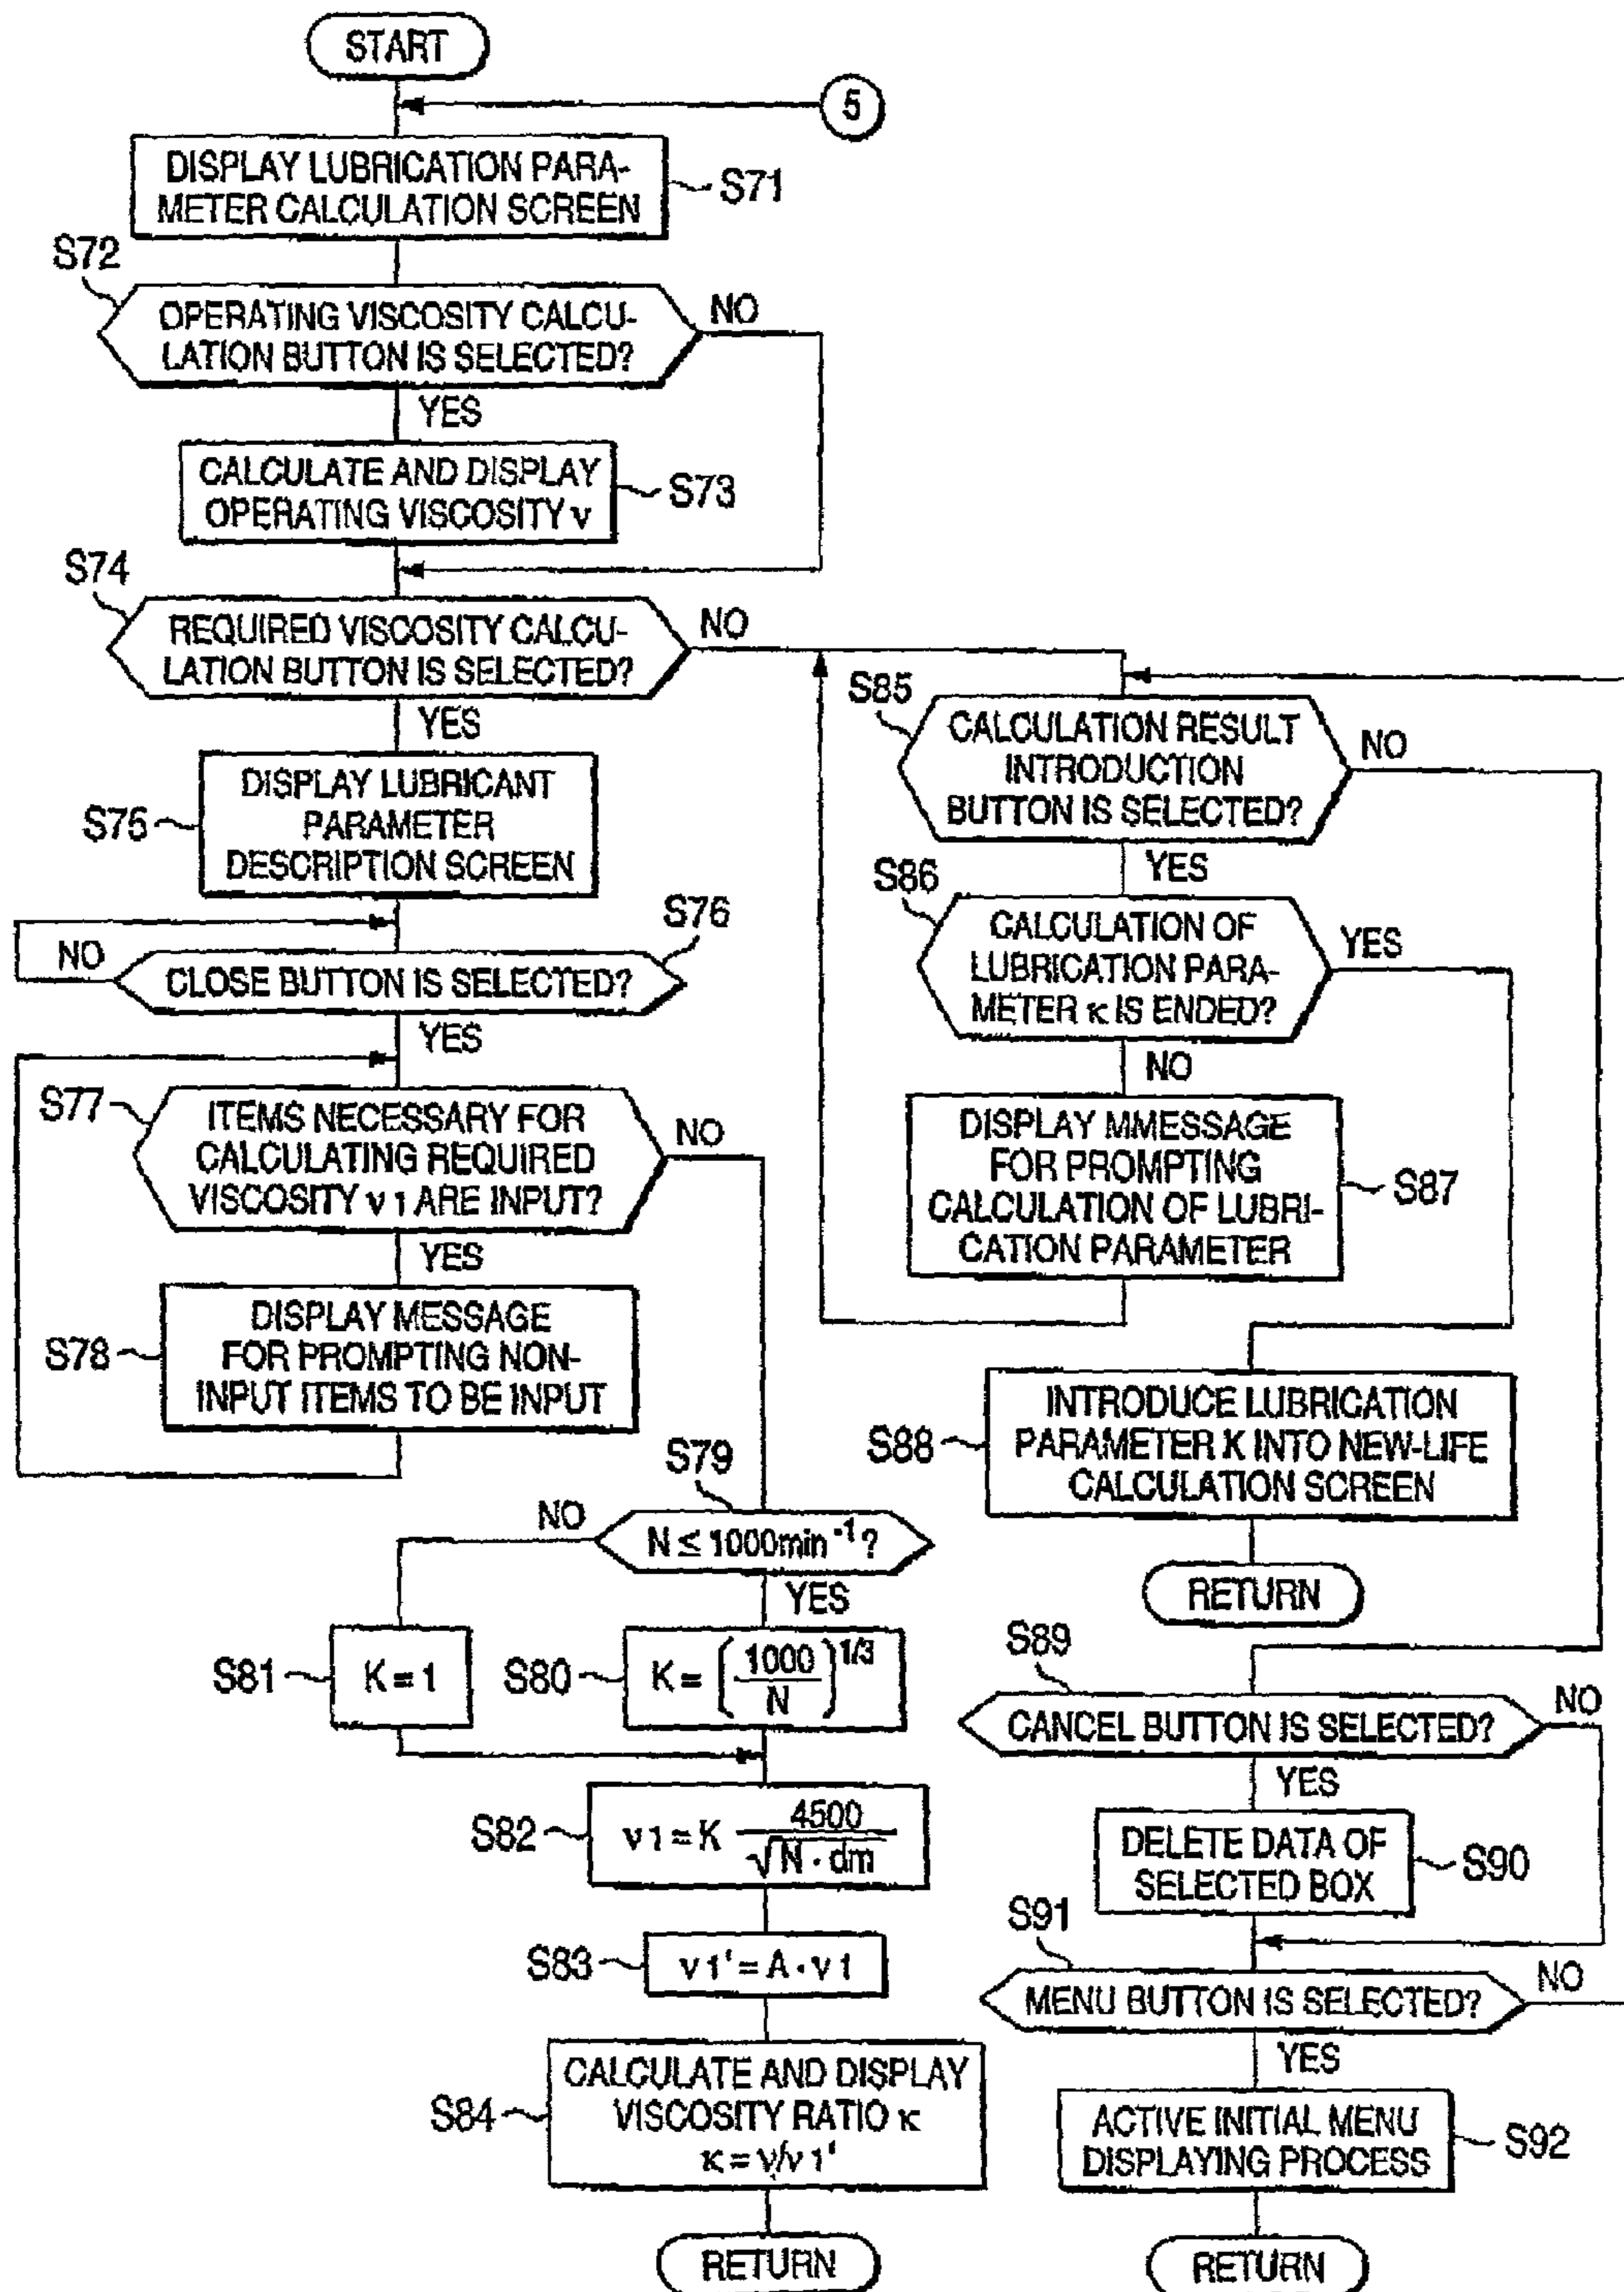 START
5
DISPLAY LUBRICATION PARA-
METER CALCULATION SCREEN
S71
S72
OPERATING VISCOSITY CALCU-
LATION BUTTON IS SELECTED?
NO
YES
CALCULATE AND DISPLAY
OPERATING VISCOSITY ν
S73
S74
REQUIRED VISCOSITY CALCU-
LATION BUTTON IS SELECTED?
NO
YES
S75
DISPLAY LUBRICANT
PARAMETER
DESCRIPTION SCREEN
S76
NO
CLOSE BUTTON IS SELECTED?
YES
S77
ITEMS NECESSARY FOR
CALCULATING REQUIRED
VISCOSITY ν1 ARE INPUT?
NO
YES
S78
DISPLAY MESSAGE
FOR PROMPTING NON-
INPUT ITEMS TO BE INPUT
S79
NO
N ≤ 1000min⁻¹ ?
YES
S81
K = 1
S80
K = (1000/N)^1/3
S82
ν1 = K 4500/√N · dm
S83
ν1' = A · ν1
S84
CALCULATE AND DISPLAY
VISCOSITY RATIO κ
κ = ν/ν1'
RETURN
S85
CALCULATION RESULT
INTRODUCTION
BUTTON IS SELECTED?
NO
YES
S86
CALCULATION OF
LUBRICATION PARA-
METER κ IS ENDED?
YES
NO
DISPLAY MMESSAGE
FOR PROMPTING
CALCULATION OF LUBRI-
CATION PARAMETER
S87
S88
INTRODUCE LUBRICATION
PARAMETER K INTO NEW-LIFE
CALCULATION SCREEN
RETURN
S89
CANCEL BUTTON IS SELECTED?
NO
YES
DELETE DATA OF
SELECTED BOX
S90
S91
MENU BUTTON IS SELECTED?
NO
YES
ACTIVE INITIAL MENU
DISPLAYING PROCESS
S92
RETURN